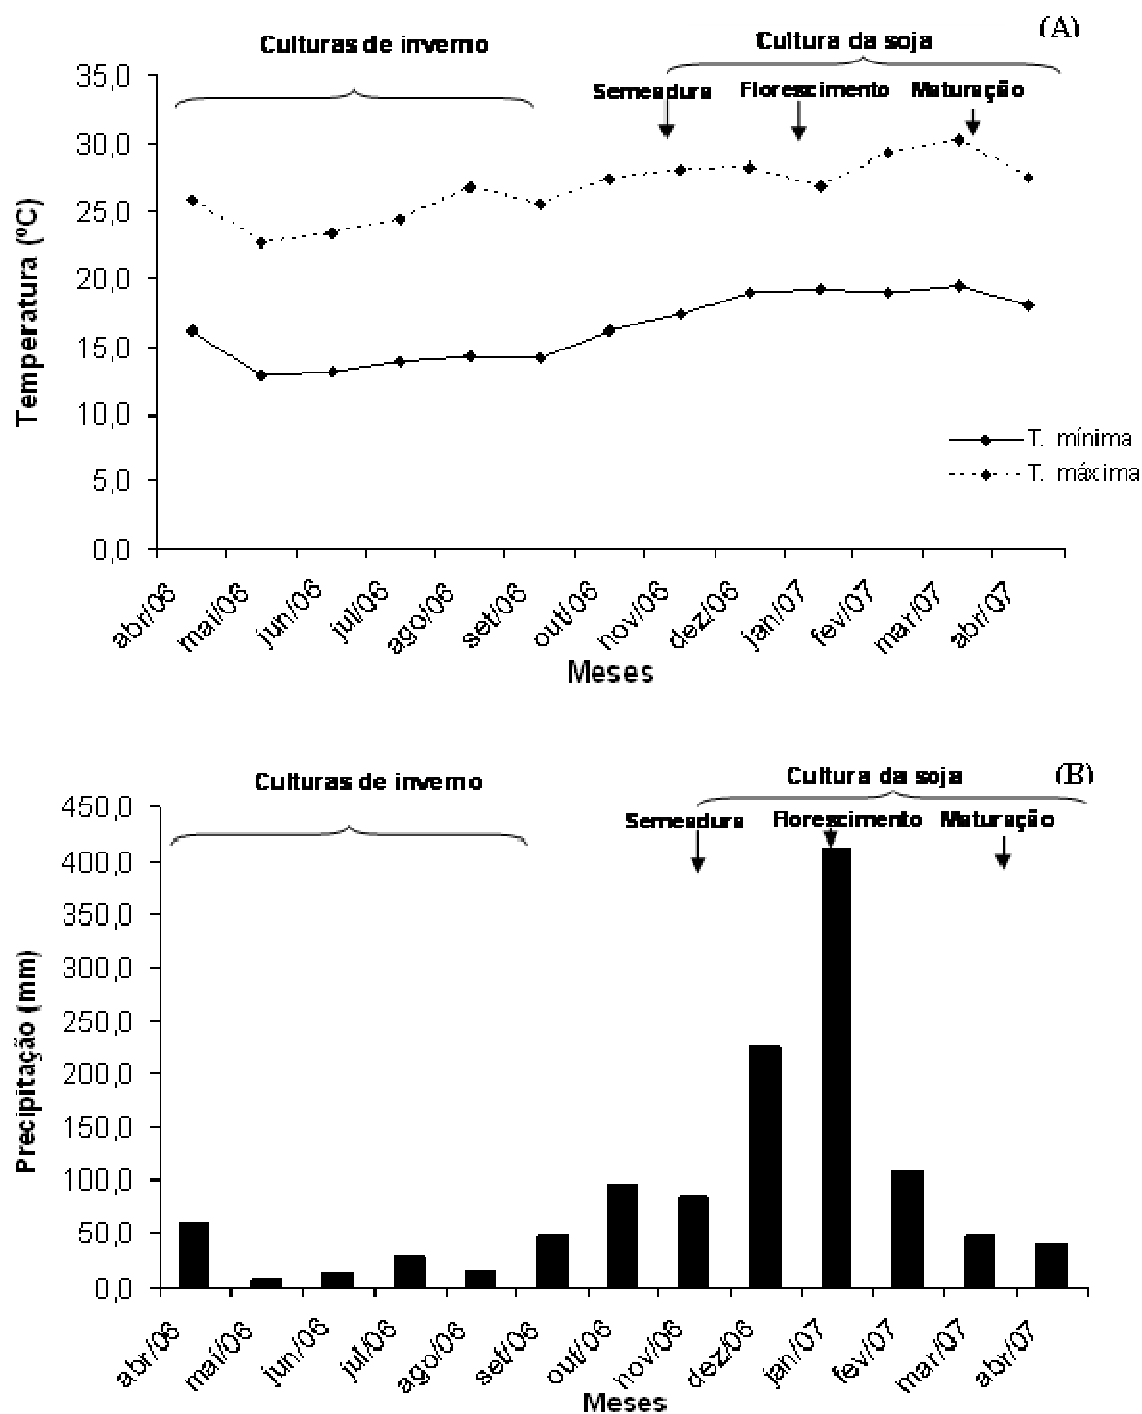 (A)
Culturas de inverno
Cultura da soja
Semeadura Florescimento Maturação
35,0
30,0
25,0
20,0
15,0
10,0
5,0
0,0
Temperatura (ºC)
T. mínima
T. máxima
abr/06 mai/06 jun/06 jul/06 ago/06 set/06 out/06 nov/06 dez/06 jan/07 fev/07 mar/07 abr/07
Meses
(B)
Culturas de inverno
Cultura da soja
Semeadura Florescimento Maturação
450,0
400,0
350,0
300,0
250,0
200,0
150,0
100,0
50,0
0,0
Precipitação (mm)
abr/06 mai/06 jun/06 jul/06 ago/06 set/06 out/06 nov/06 dez/06 jan/07 fev/07 mar/07 abr/07
Meses